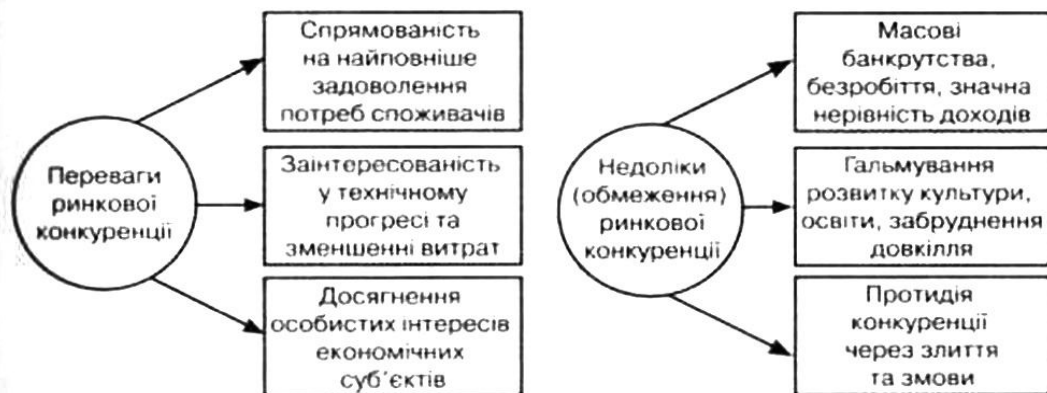 Переваги
ринкової
конкуренції
Спрямованість
на найповніше
задоволення
потреб споживачів
Заінтересованість
у технічному
прогресі та
зменшенні витрат
Досягнення
особистих інтересів
економічних
суб'єктів
Недоліки
(обмеження)
ринкової
конкуренції
Масові
банкрутства,
безробіття, значна
нерівність доходів
Гальмування
розвитку культури,
освіти, забруднення
довкілля
Протидія
конкуренції
через злиття
та змови